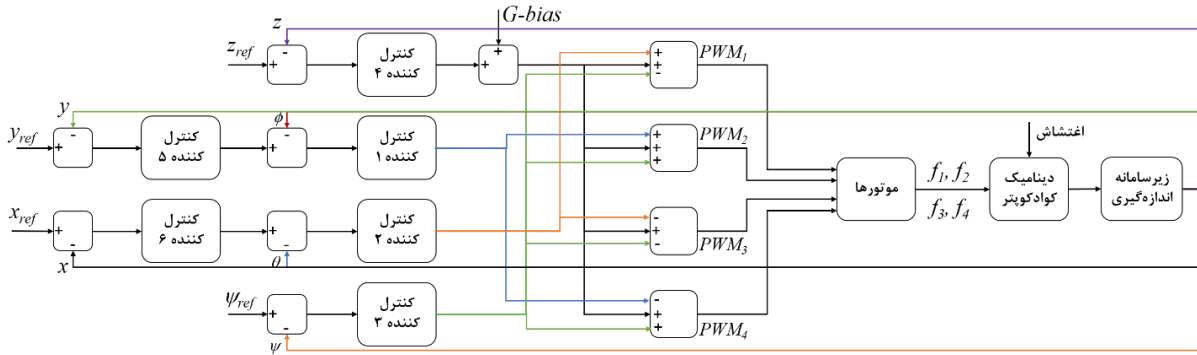 G-bias
z
z_ref
-
+
کنترل
کننده ۴
+
+
+
+
-
PWM_1
y
ϕ
y_ref
-
+
کنترل
کننده ۵
-
+
کنترل
کننده ۱
+
+
+
PWM_2
اغتشاش
موتورها
f_1, f_2
f_3, f_4
دینامیک
کوادکوپتر
زیرسامانه
اندازه‌گیری
x_ref
+
-
کنترل
کننده ۶
+
-
کنترل
کننده ۲
-
+
-
PWM_3
x
θ
ψ_ref
+
-
کنترل
کننده ۳
-
+
+
PWM_4
ψ